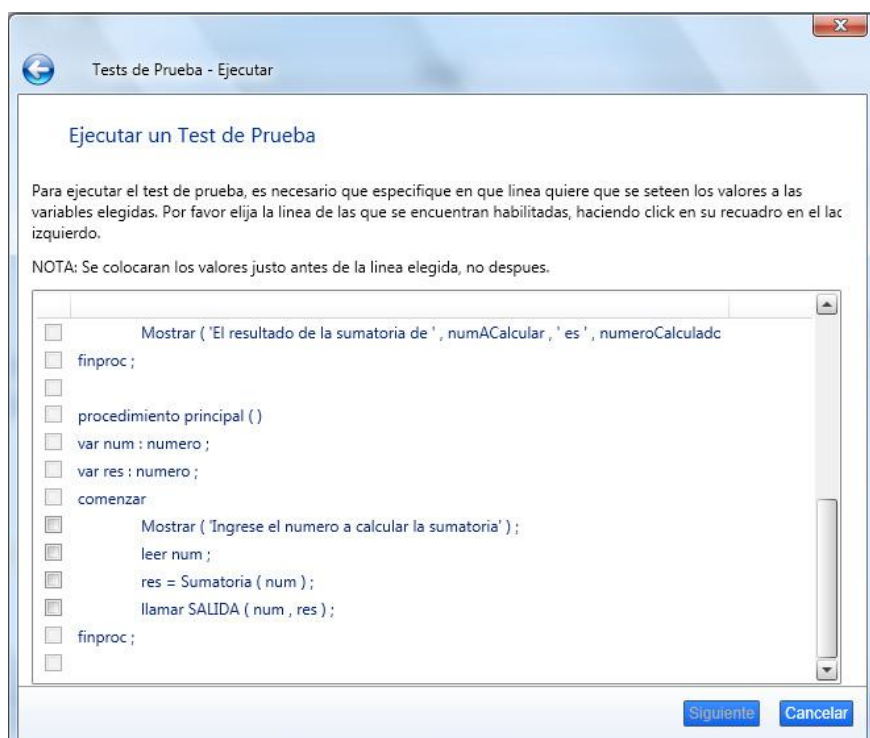 Tests de Prueba - Ejecutar
Ejecutar un Test de Prueba
Para ejecutar el test de prueba, es necesario que especifique en que linea quiere que se seteen los valores a las
variables elegidas. Por favor elija la linea de las que se encuentran habilitadas, haciendo click en su recuadro en el lac
izquierdo.
NOTA: Se colocaran los valores justo antes de la linea elegida, no despues.
Mostrar ( 'El resultado de la sumatoria de ' , numACalcular , ' es ' , numeroCalculado
finproc ;
procedimiento principal ( )
var num : numero ;
var res : numero ;
comenzar
Mostrar ( 'Ingrese el numero a calcular la sumatoria' ) ;
leer num ;
res = Sumatoria ( num ) ;
llamar SALIDA ( num , res ) ;
finproc ;
Siguiente Cancelar